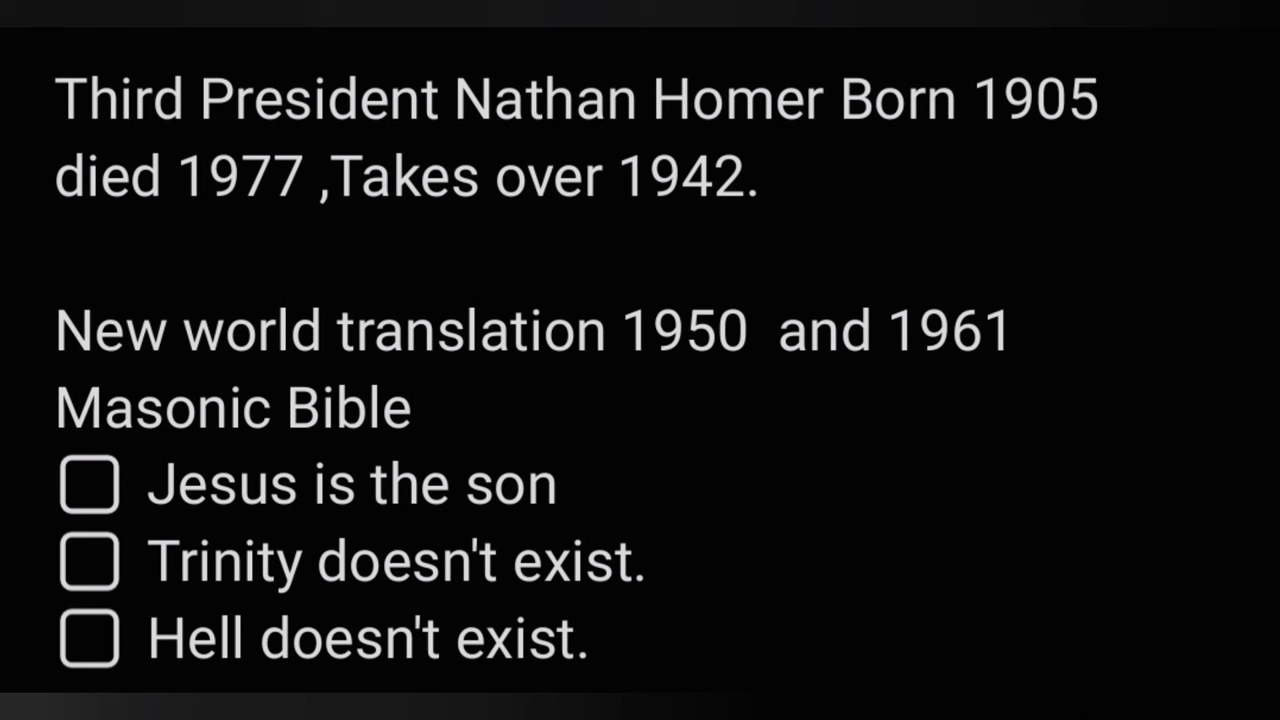 Third President Nathan Homer Born 1905
died 1977 ,Takes over 1942.
New world translation 1950  and 1961
Masonic Bible
Jesus is the son
Trinity doesn't exist.
Hell doesn't exist.